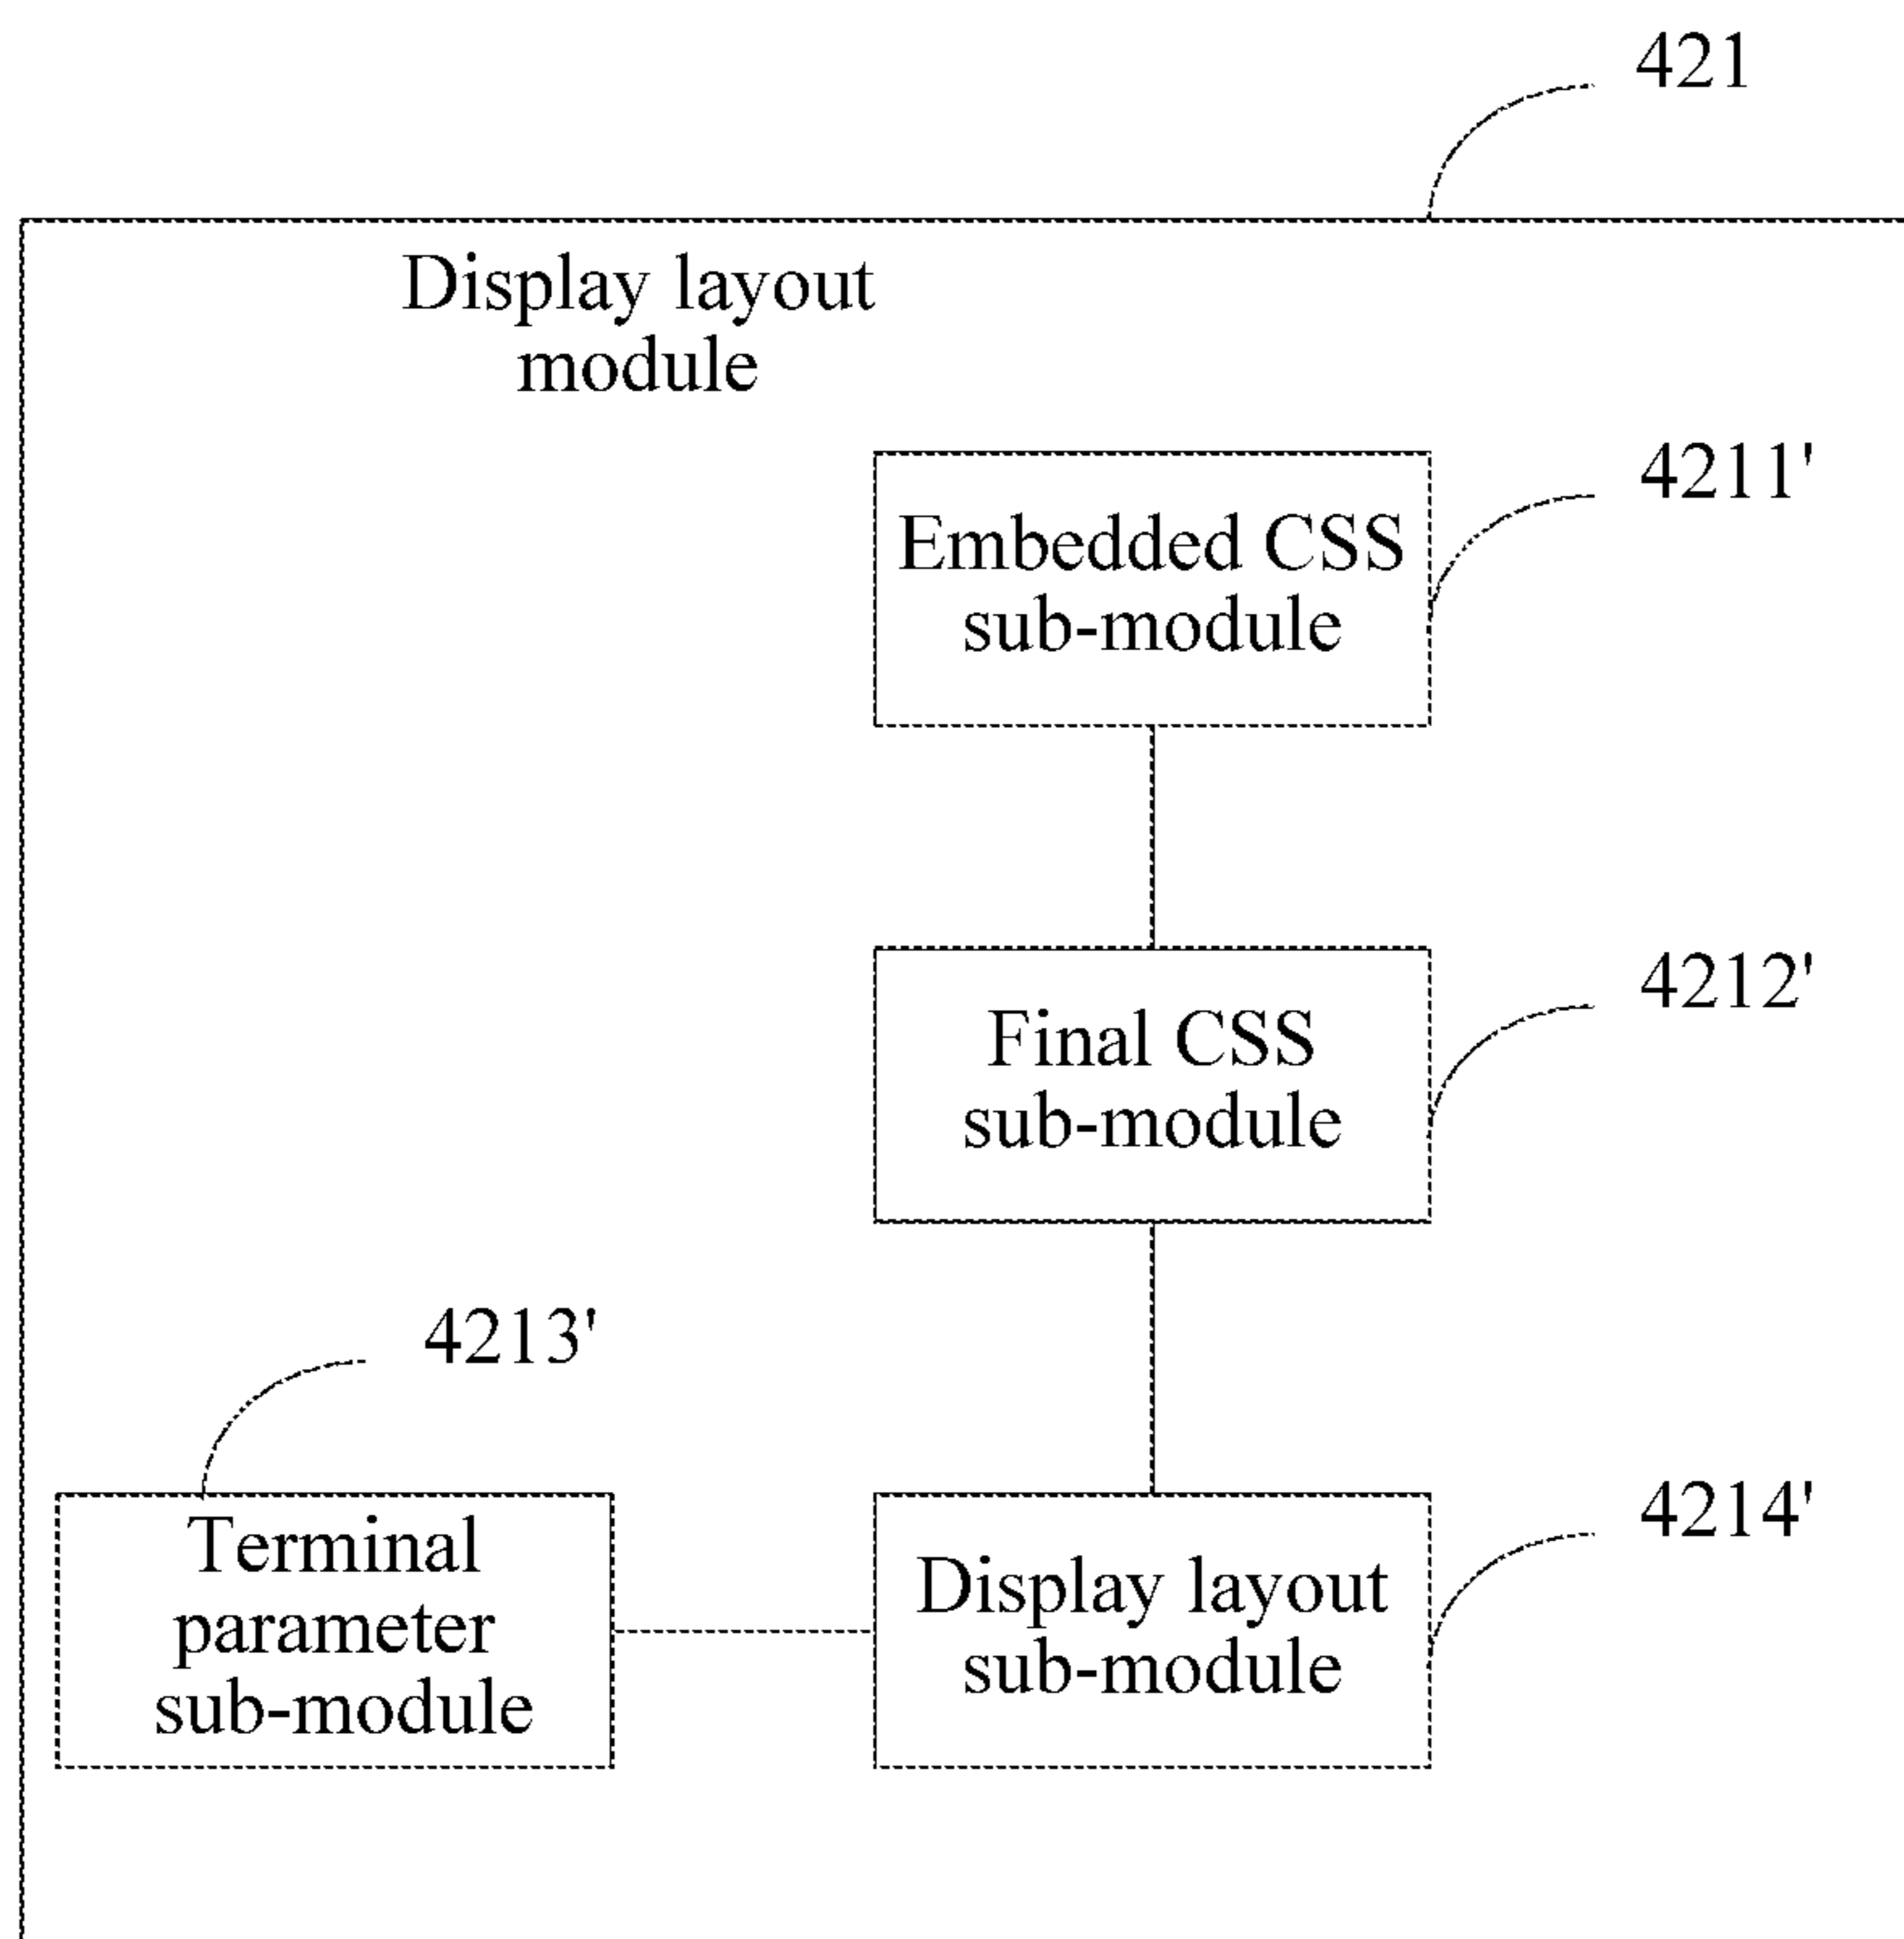 421
Display layout
module
4211'
Embedded CSS
sub-module
4212'
Final CSS
sub-module
4213'
Terminal
parameter
sub-module
4214'
Display layout
sub-module